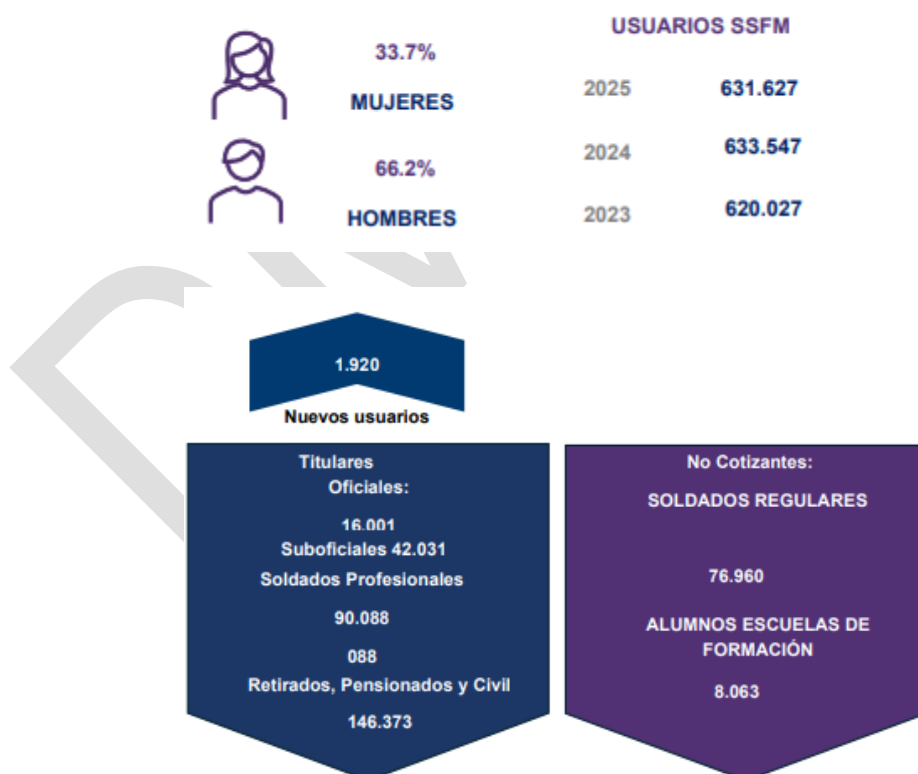 USUARIOS SSFM
33.7%
MUJERES
66.2%
HOMBRES
2025 631.627
2024 633.547
2023 620.027
1.920
Nuevos usuarios
Titulares
Oficiales:
16.001
Suboficiales 42.031
Soldados Profesionales
90.088
088
Retirados, Pensionados y Civil
146.373
No Cotizantes:
SOLDADOS REGULARES
76.960
ALUMNOS ESCUELAS DE
FORMACIÓN
8.063